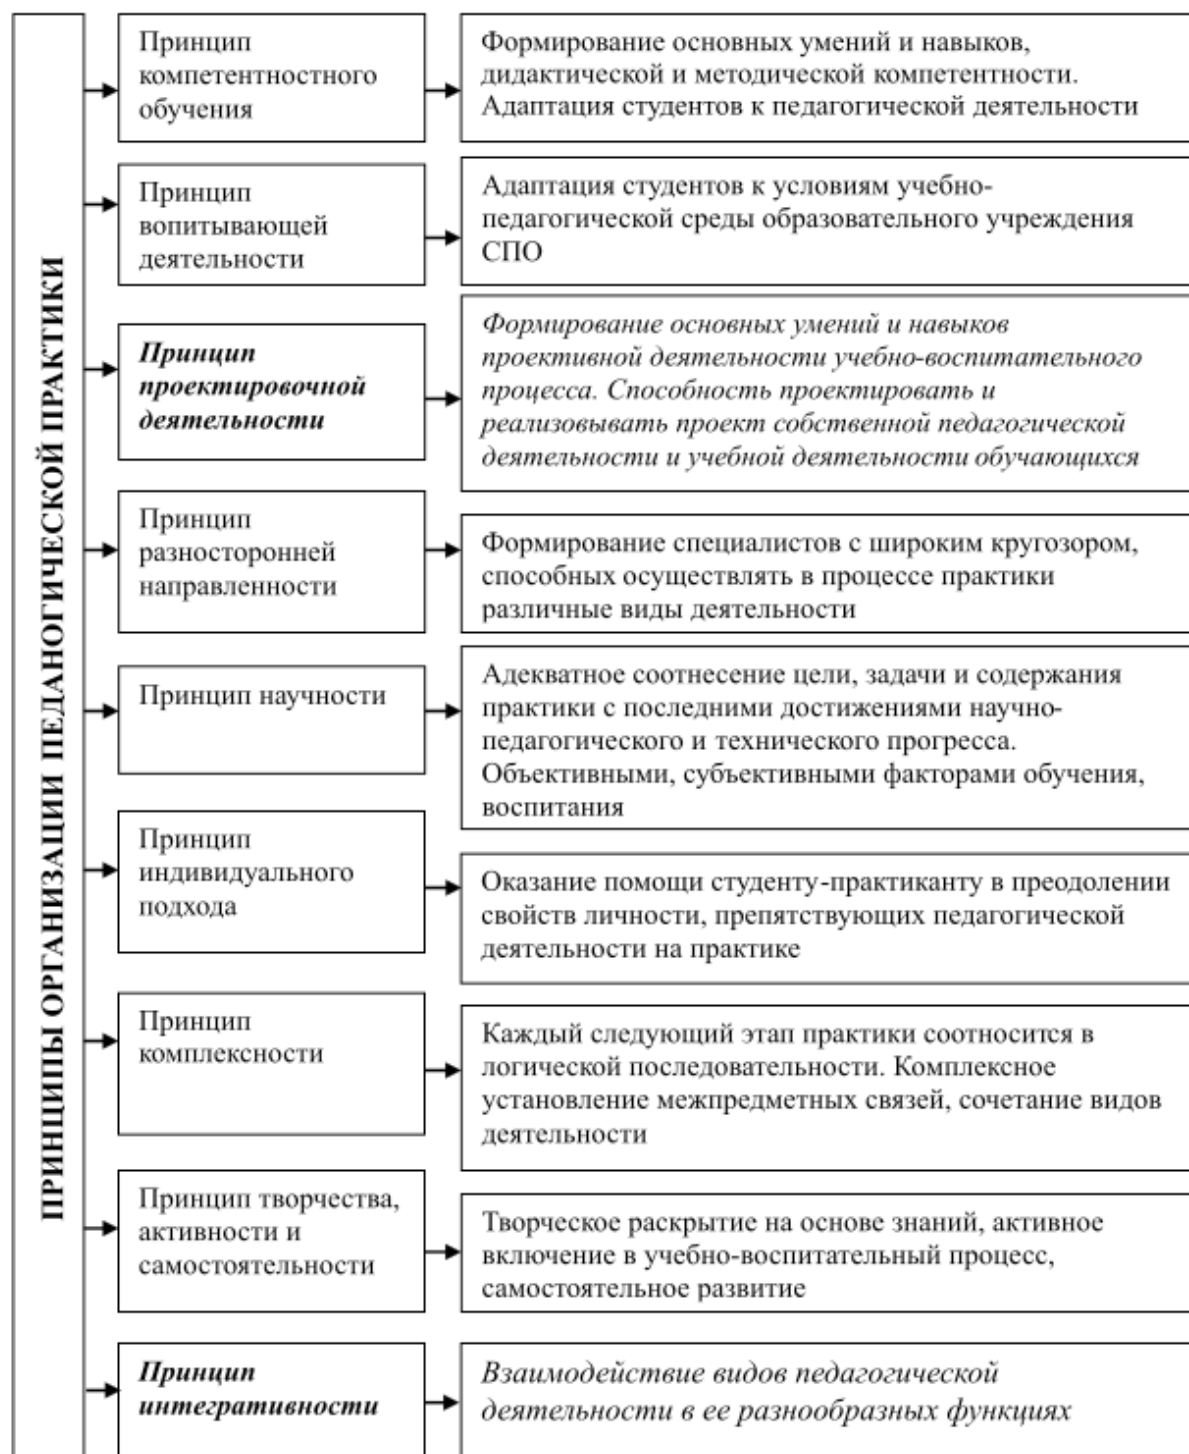 ПРИНЦИПЫ ОРГАНИЗАЦИИ ПЕДАНОГИЧЕСКОЙ ПРАКТИКИ
Принцип
компетентностного
обучения
Формирование основных умений и навыков,
дидактической и методической компетентности.
Адаптация студентов к педагогической деятельности
Принцип
вопитывающей
деятельности
Адаптация студентов к условиям учебно-
педагогической среды образовательного учреждения
СПО
Принцип
проектировочной
деятельности
Формирование основных умений и навыков
проективной деятельности учебно-воспитательного
процесса. Способность проектировать и
реализовывать проект собственной педагогической
деятельности и учебной деятельности обучающихся
Принцип
разносторонней
направленности
Формирование специалистов с широким кругозором,
способных осуществлять в процессе практики
различные виды деятельности
Принцип научности
Адекватное соотнесение цели, задачи и содержания
практики с последними достижениями научно-
педагогического и технического прогресса.
Объективными, субъективными факторами обучения,
воспитания
Принцип
индивидуального
подхода
Оказание помощи студенту-практиканту в преодолении
свойств личности, препятствующих педагогической
деятельности на практике
Принцип
комплексности
Каждый следующий этап практики соотносится в
логической последовательности. Комплексное
установление межпредметных связей, сочетание видов
деятельности
Принцип творчества,
активности и
самостоятельности
Творческое раскрытие на основе знаний, активное
включение в учебно-воспитательный процесс,
самостоятельное развитие
Принцип
интегративности
Взаимодействие видов педагогической
деятельности в ее разнообразных функциях